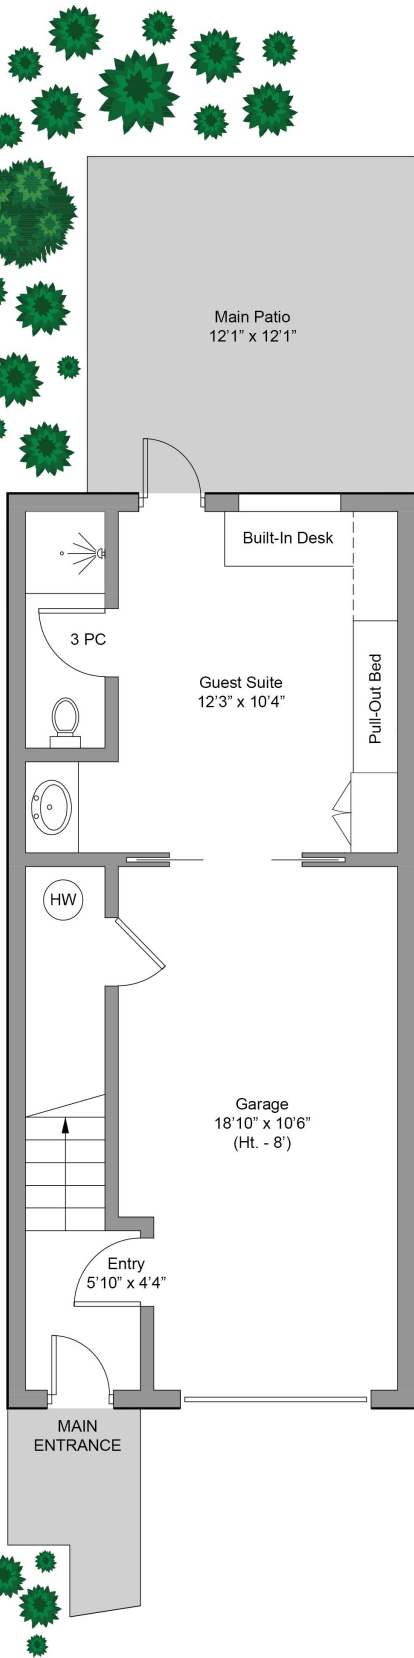 Main Patio
12'1” x 12'1”
Built-In Desk
3 PC
Guest Suite
12'3” x 10'4”
Pull-Out Bed
HW
Garage
18'10” x 10'6”
(Ht. - 8')
Entry
5'10” x 4'4”
MAIN
ENTRANCE